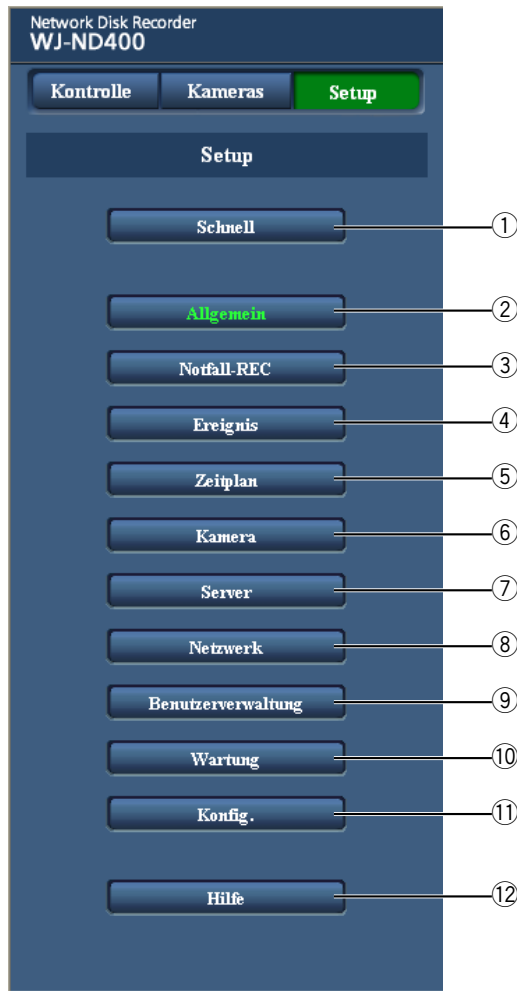 Network Disk Recorder
WJ-ND400
Kontrolle Kameras Setup
Setup
Schnell ①
Allgemein ②
Notfall-REC ③
Ereignis ④
Zeitplan ⑤
Kamera ⑥
Server ⑦
Netzwerk ⑧
Benutzerverwaltung ⑨
Wartung ⑩
Konfig. ⑪
Hilfe ⑫